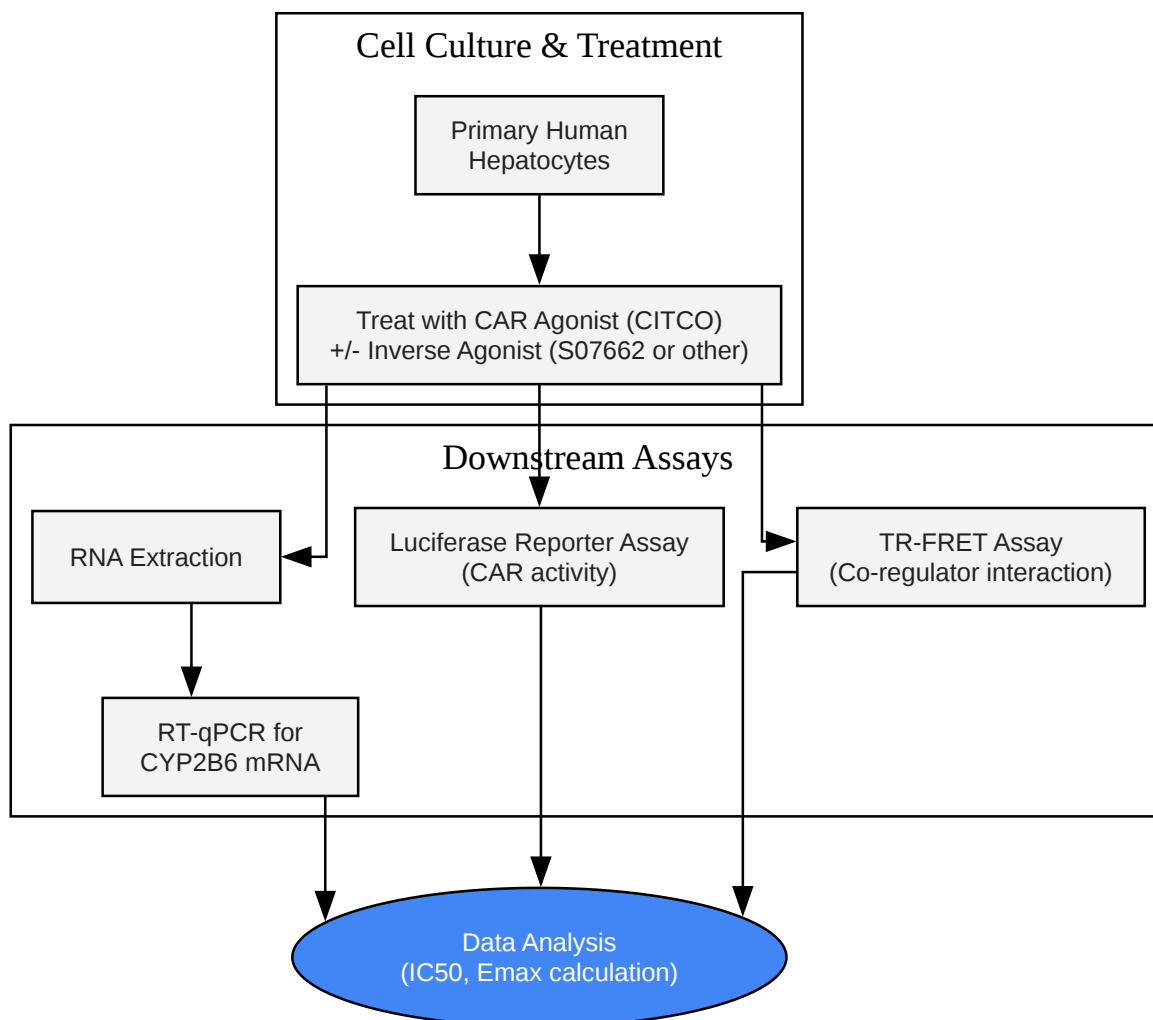 Cell Culture & Treatment
Primary Human
Hepatocytes
Treat with CAR Agonist (CITCO)
+/- Inverse Agonist (S07662 or other)
Downstream Assays
RNA Extraction
Luciferase Reporter Assay
(CAR activity)
TR-FRET Assay
(Co-regulator interaction)
RT-qPCR for
CYP2B6 mRNA
Data Analysis
(IC50, Emax calculation)